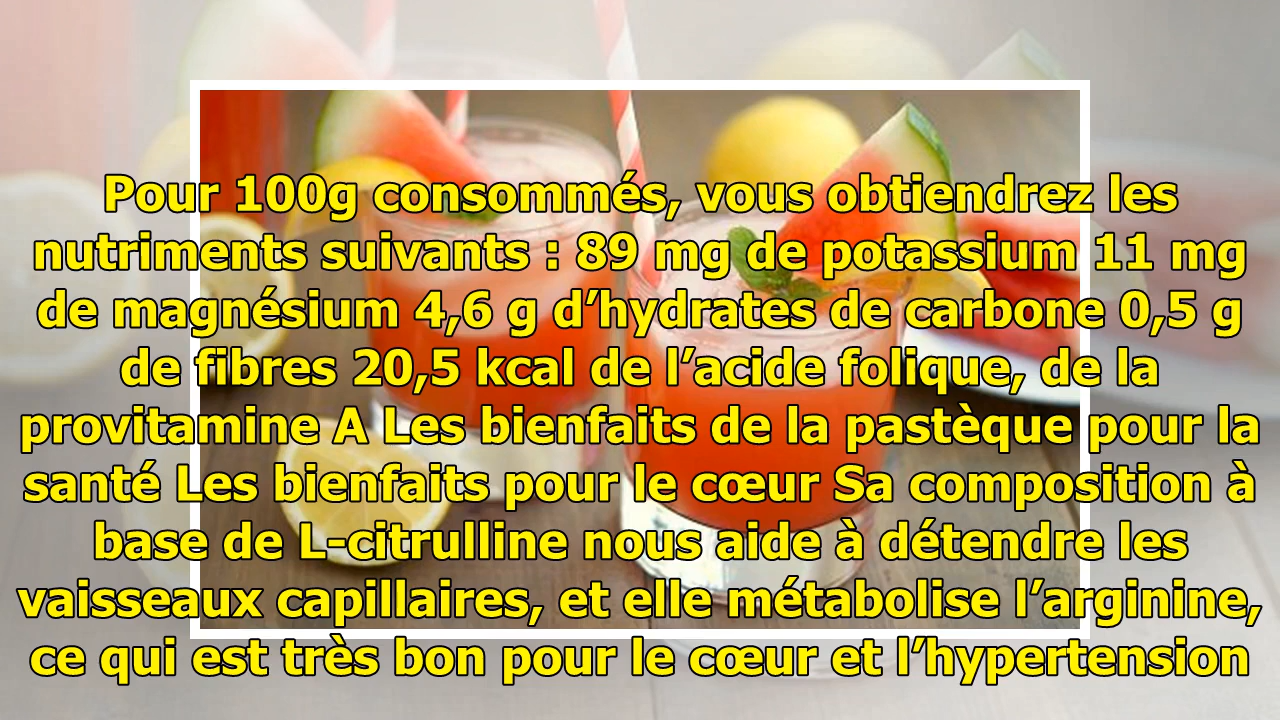 Pour 100g consommés, vous obtiendrez les
nutriments suivants : 89 mg de potassium 11 mg
de magnésium 4,6 g d’hydrates de carbone 0,5 g
de fibres 20,5 kcal de l’acide folique, de la
provitamine A Les bienfaits de la pastèque pour la
santé Les bienfaits pour le cœur Sa composition à
base de L-citrulline nous aide à détendre les
vaisseaux capillaires, et elle métabolise l’arginine,
ce qui est très bon pour le cœur et l’hypertension